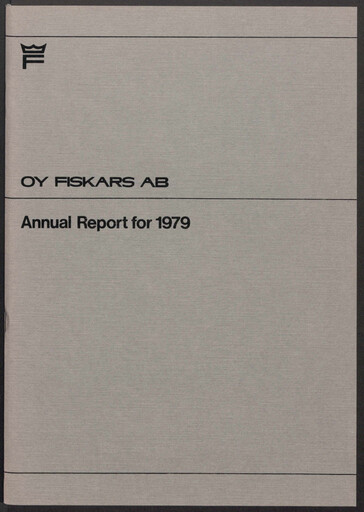 F
OY FISKARS AB
Annual Report for 1979